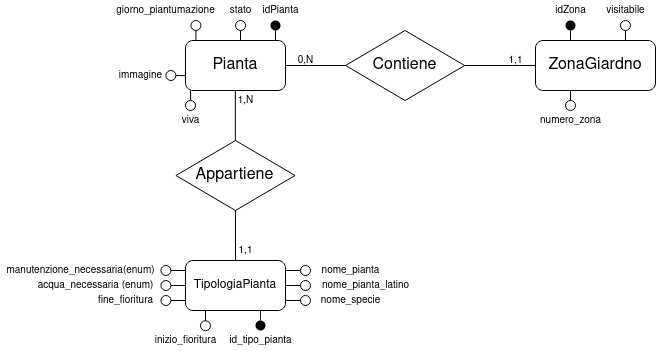 giorno_piantumazione stato idPianta
idZona visitabile
Pianta 0,N Contiene 1,1 ZonaGiardno
immagine
1,N
viva
numero_zona
Appartiene
1,1
manutenzione_necessaria(enum) nome_pianta
acqua_necessaria (enum) TipologiaPianta nome_pianta_latino
fine_fioritura nome_specie
inizio_fioritura id_tipo_pianta